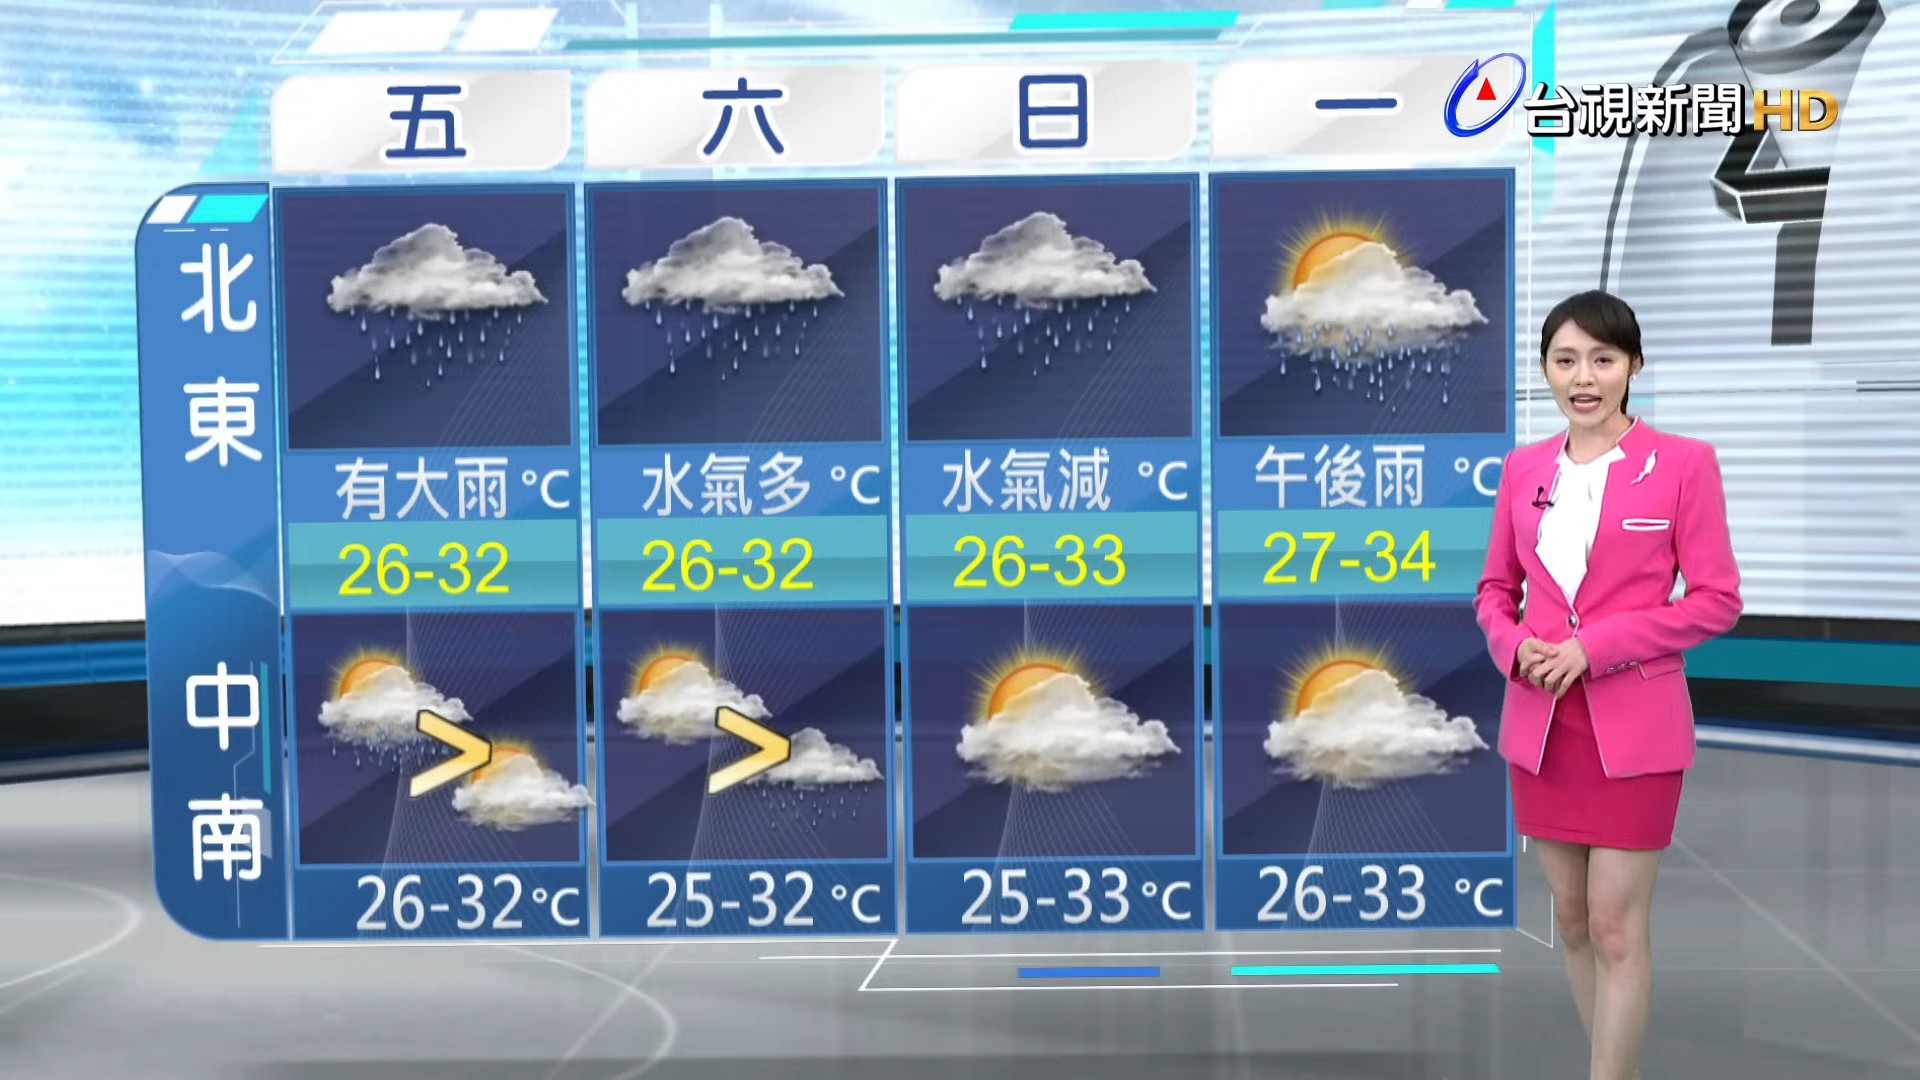 五 六 日 一
台視新聞HD
北東
有大雨 °C 水氣多 °C 水氣減 °C 午後雨 °C
26-32 26-32 26-33 27-34
中南
26-32 °C 25-32 °C 25-33 °C 26-33 °C